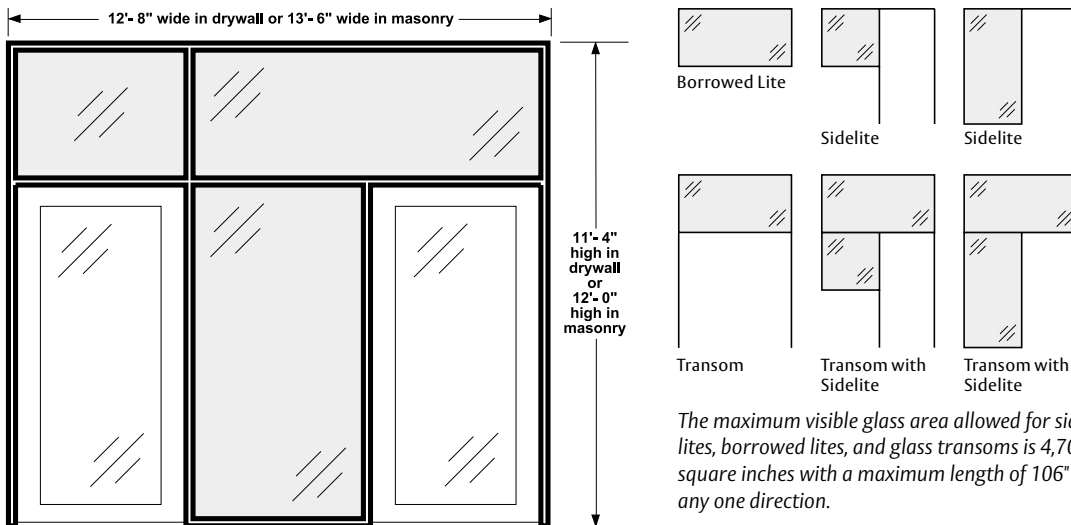 12'- 8" wide in drywall or 13'- 6" wide in masonry
11'- 4"
high in
drywall
or
12'- 0"
high in
masonry
Borrowed Lite
Sidelite
Sidelite
Transom
Transom with
Sidelite
Transom with
Sidelite
The maximum visible glass area allowed for
lites, borrowed lites, and glass transoms is
square inches with a maximum length of 106"
any one direction.